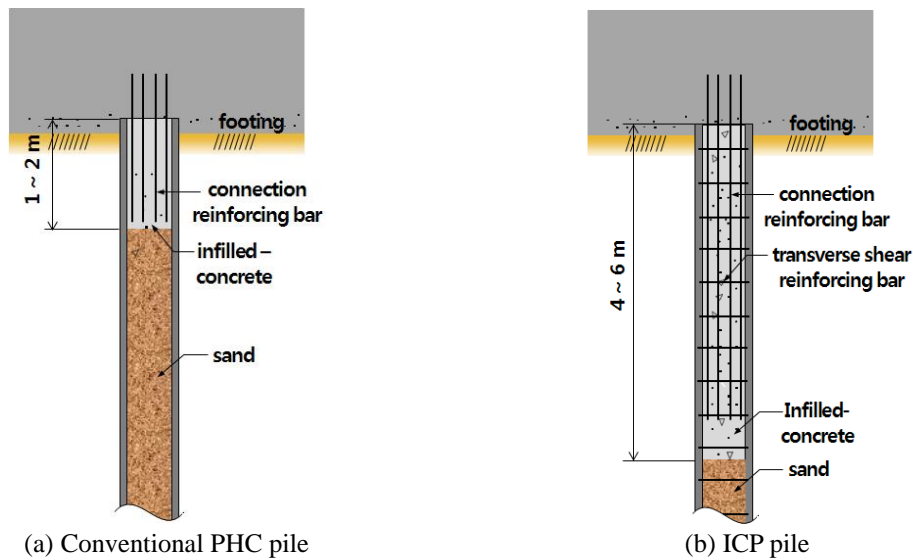 footing
1 ~ 2 m
connection
reinforcing bar
infilled –
concrete
sand
(a) Conventional PHC pile
footing
4 ~ 6 m
connection
reinforcing bar
transverse shear
reinforcing bar
Infilled-
concrete
sand
(b) ICP pile